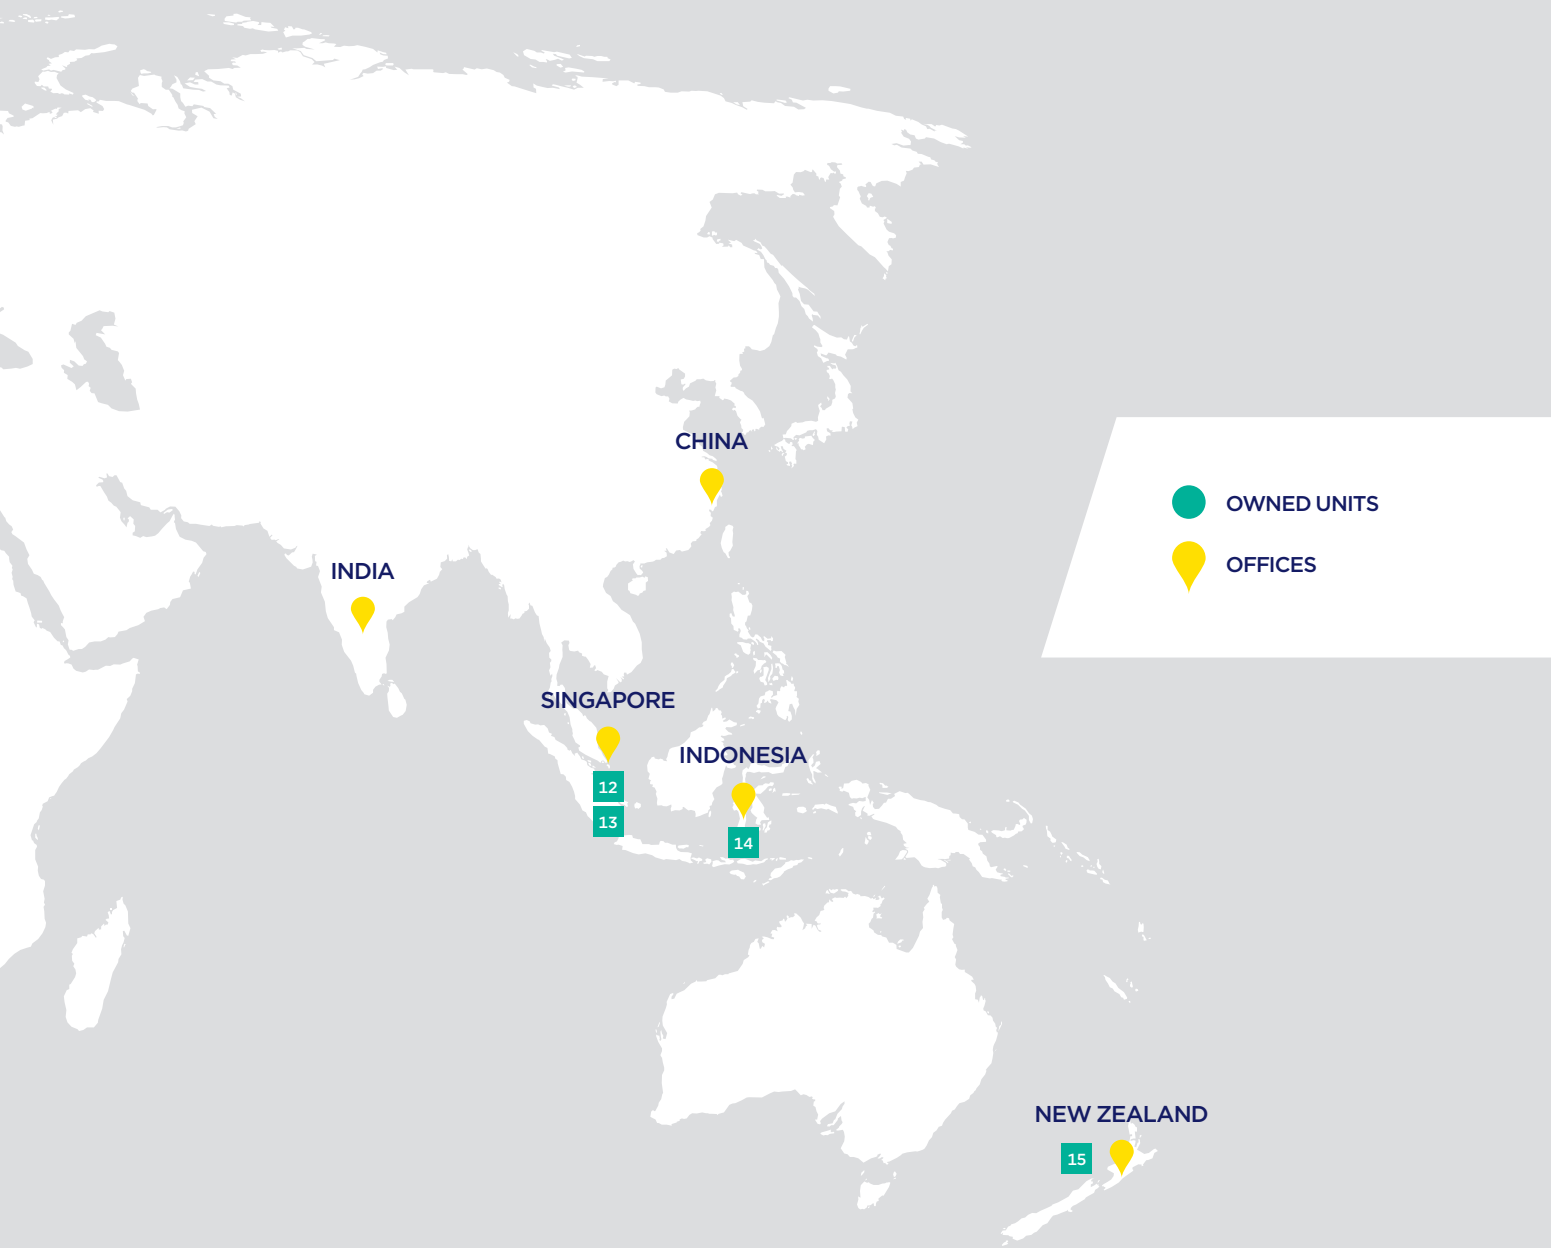 CHINA
OWNED UNITS
OFFICES
INDIA
SINGAPORE
INDONESIA
12
13
14
NEW ZEALAND
15